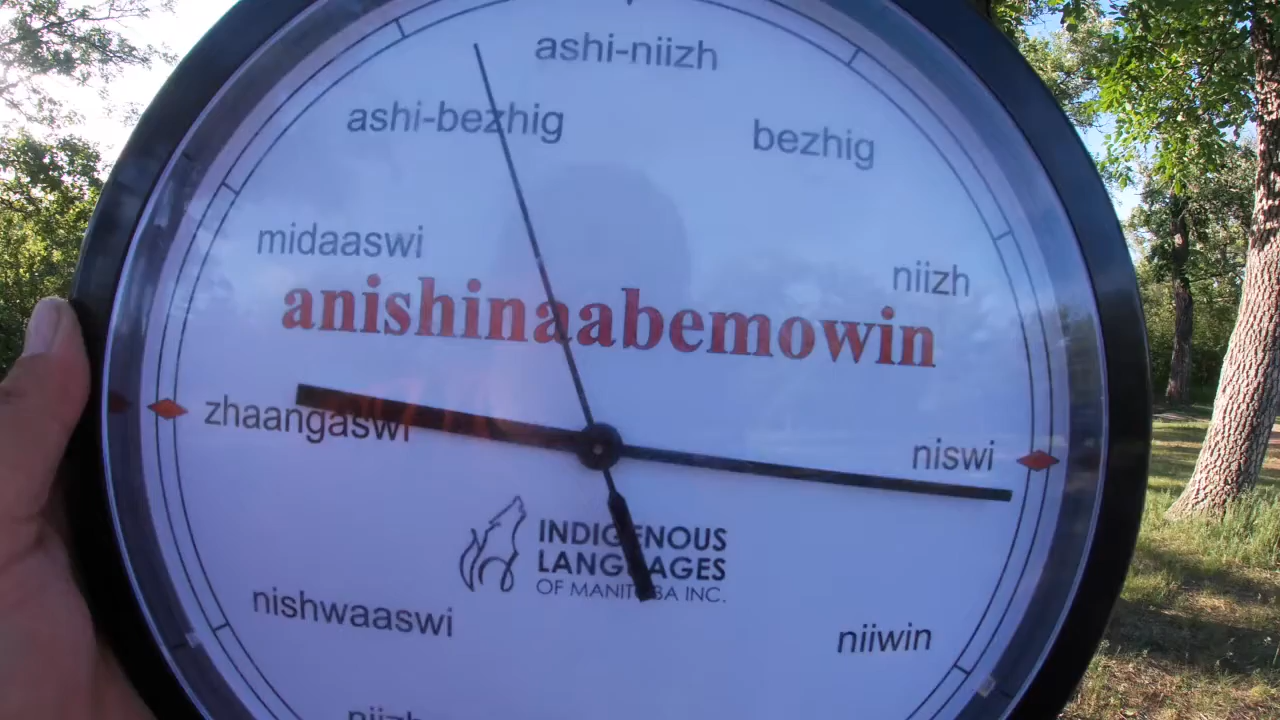 ashi-niizh
ashi-bezhig
bezhig
midaaswi
niizh
anishinaabemowin
zhaangaswi
niswi
INDIGENOUS
LANGUAGES
OF MANITOBA INC.
nishwaaswi
niiwin